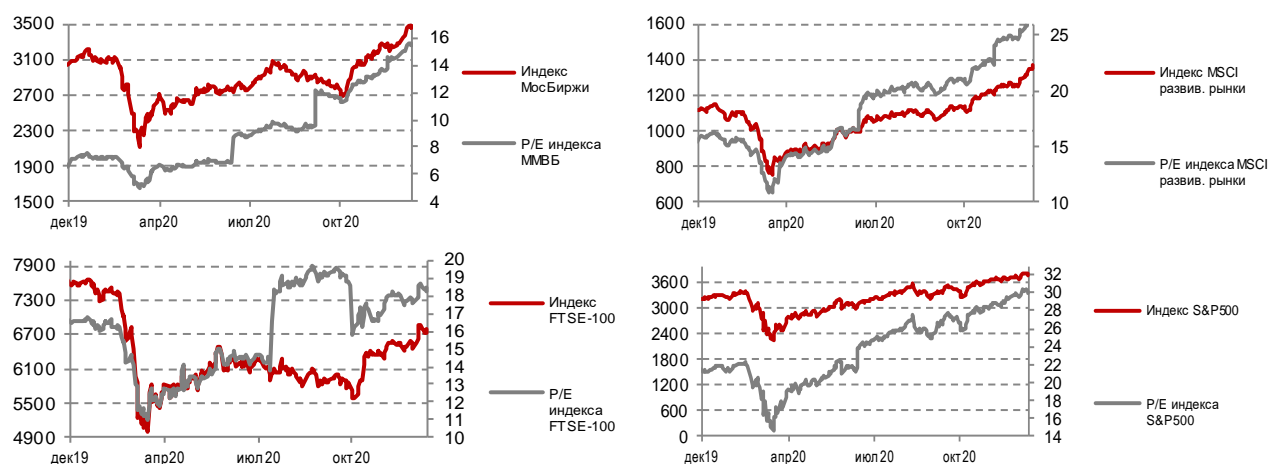 3500
3100
2700
2300
1900
1500
16
14
12
10
8
6
4
дек19
апр20
июл20
окт20
Индекс
МосБиржи
P/E индекса
ММВБ
1600
1400
1200
1000
800
600
25
20
15
10
дек19
апр20
июл20
окт20
Индекс MSCI
развив. рынки
P/E индекса MSCI
развив. рынки
7900
7300
6700
6100
5500
4900
20
19
18
17
16
15
14
13
12
11
10
дек19
апр20
июл20
окт20
Индекс
FTSE-100
P/E
индекса
FTSE-100
3600
3000
2400
1800
1200
600
0
32
30
28
26
24
22
20
18
16
14
дек19
апр20
июл20
окт20
Индекс S&P500
P/E индекса
S&P500